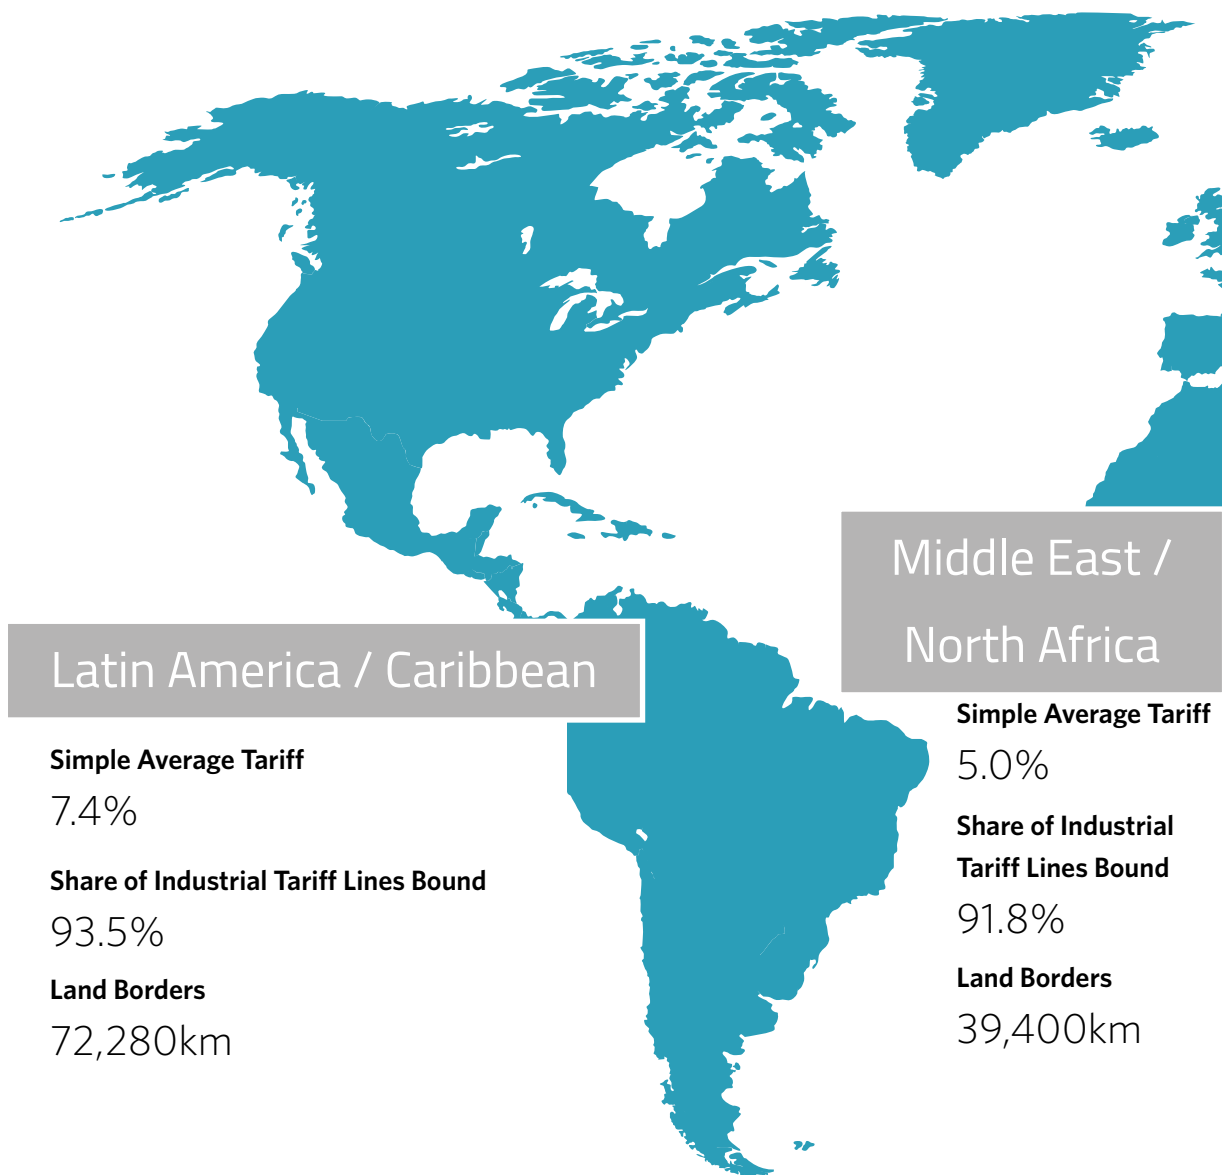 Latin America / Caribbean
Simple Average Tariff
7.4%
Share of Industrial Tariff Lines Bound
93.5%
Land Borders
72,280km
Middle East /
North Africa
Simple Average Tariff
5.0%
Share of Industrial
Tariff Lines Bound
91.8%
Land Borders
39,400km